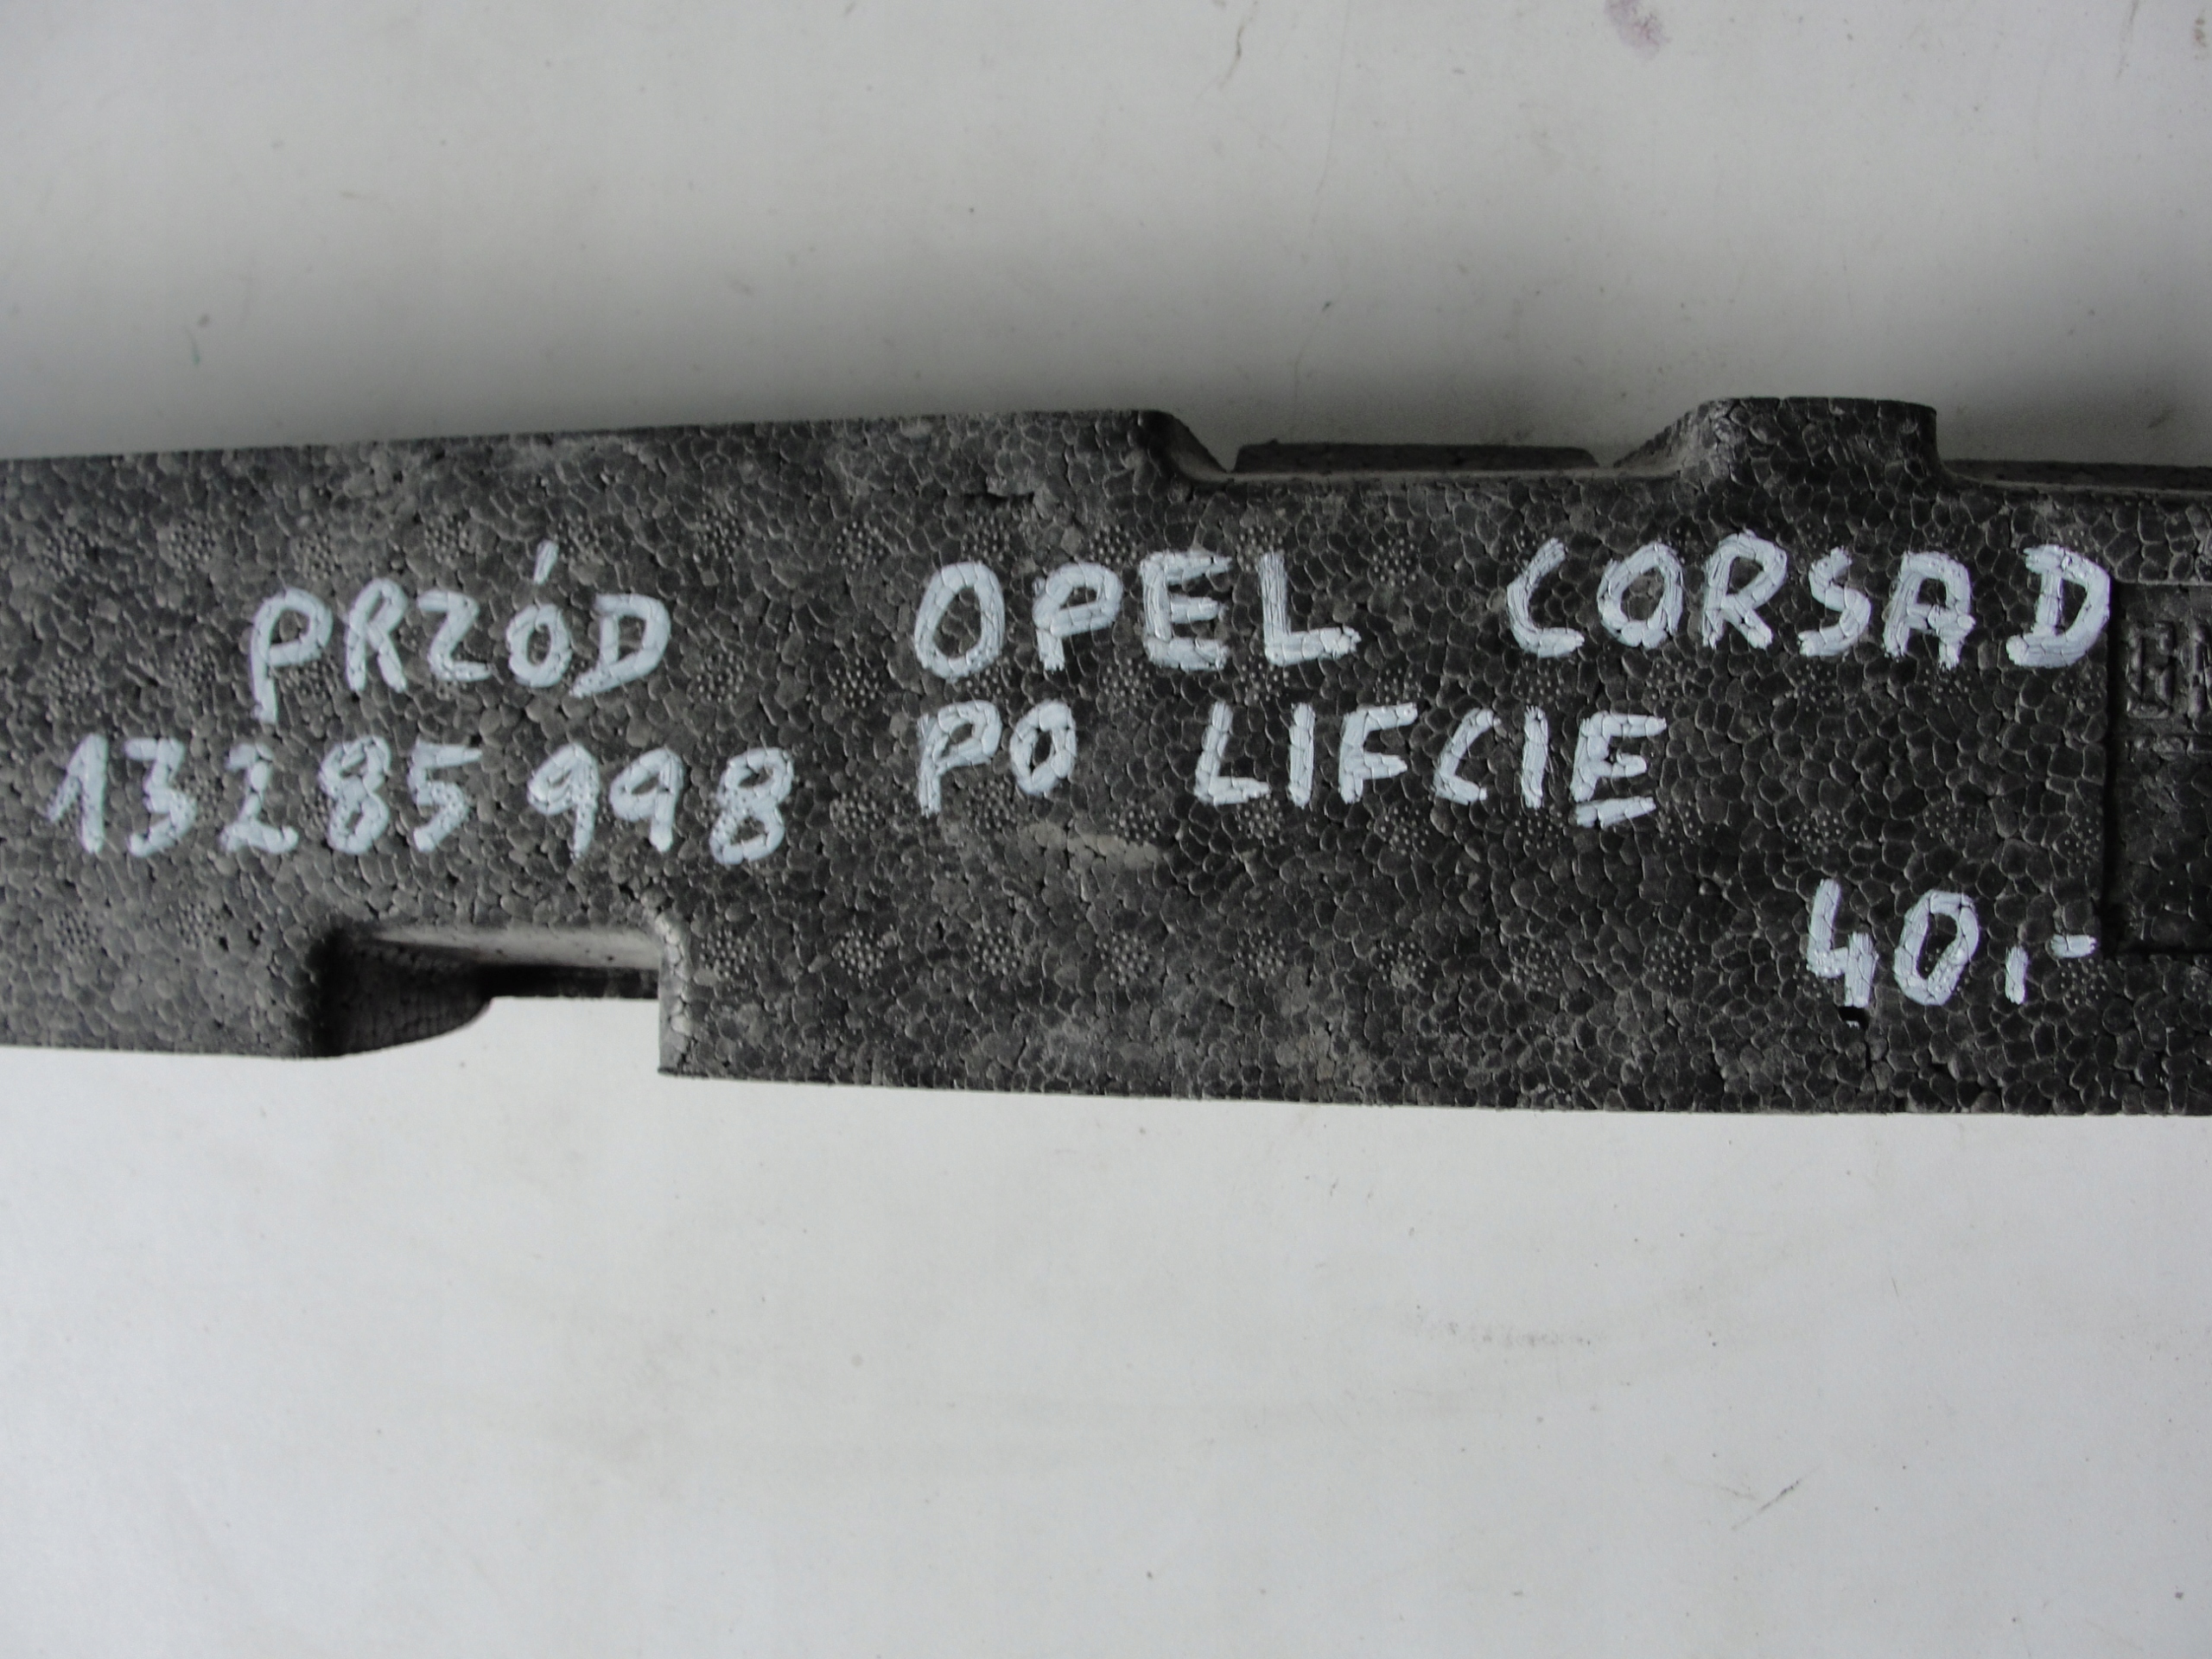 PRZÓD
13285998
OPEL CORSA D
PO LIFCIE
40,-